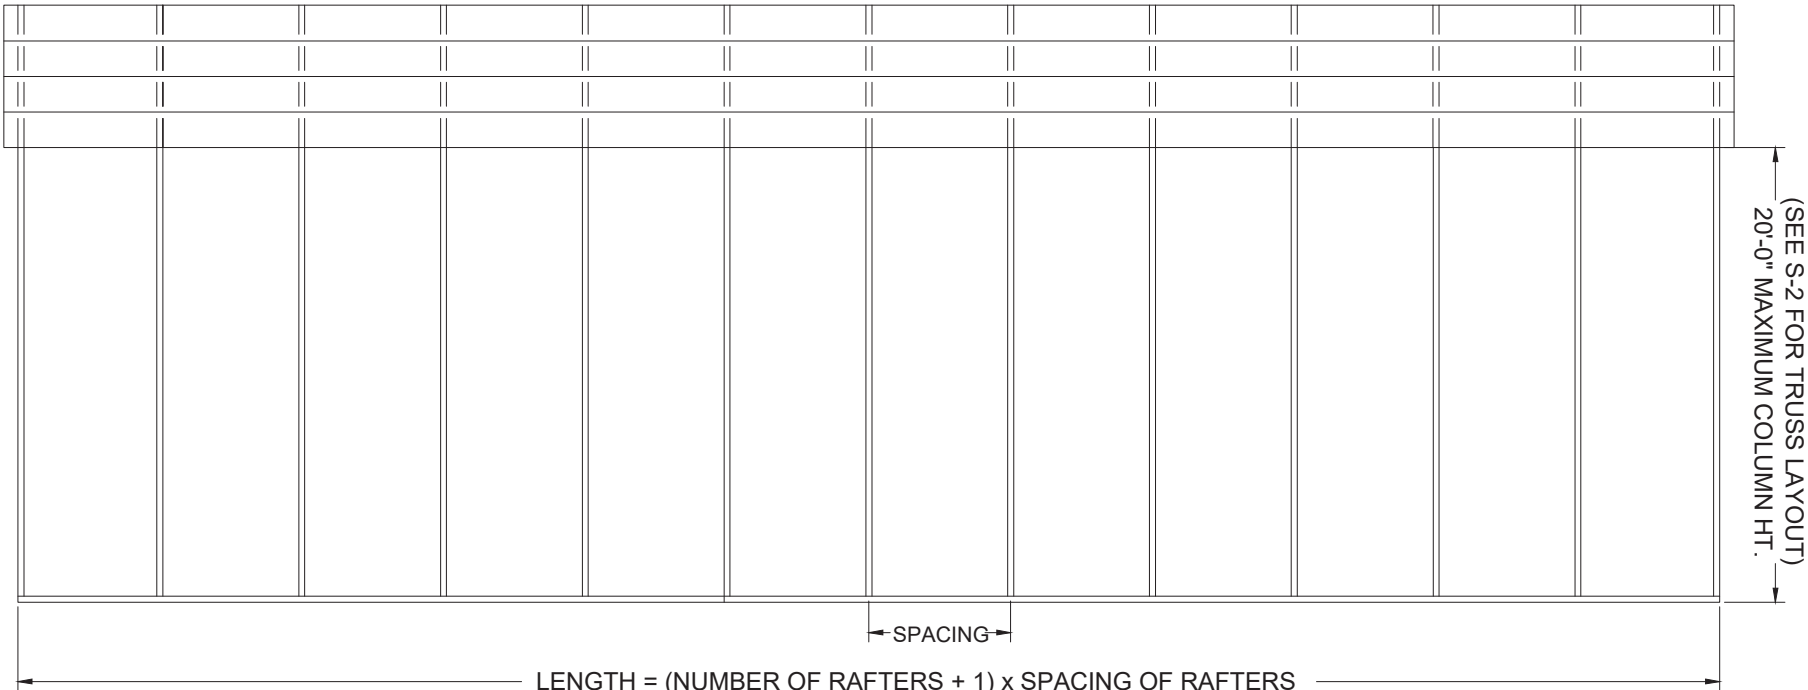 (SEE S-2 FOR TRUSS LAYOUT)
20'-0" MAXIMUM COLUMN HT.
SPACING
LENGTH = (NUMBER OF RAFTERS + 1) x SPACING OF RAFTERS